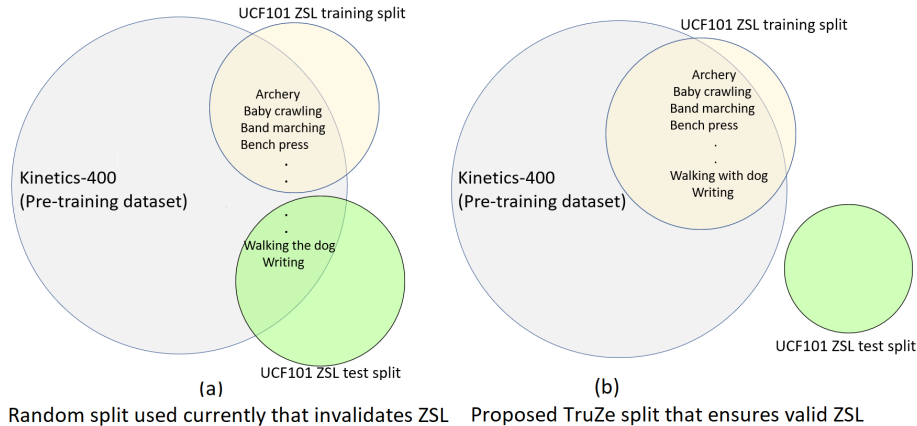 UCF101 ZSL training split
Archery
Baby crawling
Band marching
Bench press
.
.
.
.
Walking the dog
Writing
Kinetics-400
(Pre-training dataset)
UCF101 ZSL test split
(a)
Random split used currently that invalidates ZSL
UCF101 ZSL training split
Archery
Baby crawling
Band marching
Bench press
.
.
Walking with dog
Writing
Kinetics-400
(Pre-training dataset)
UCF101 ZSL test split
(b)
Proposed TruZe split that ensures valid ZSL